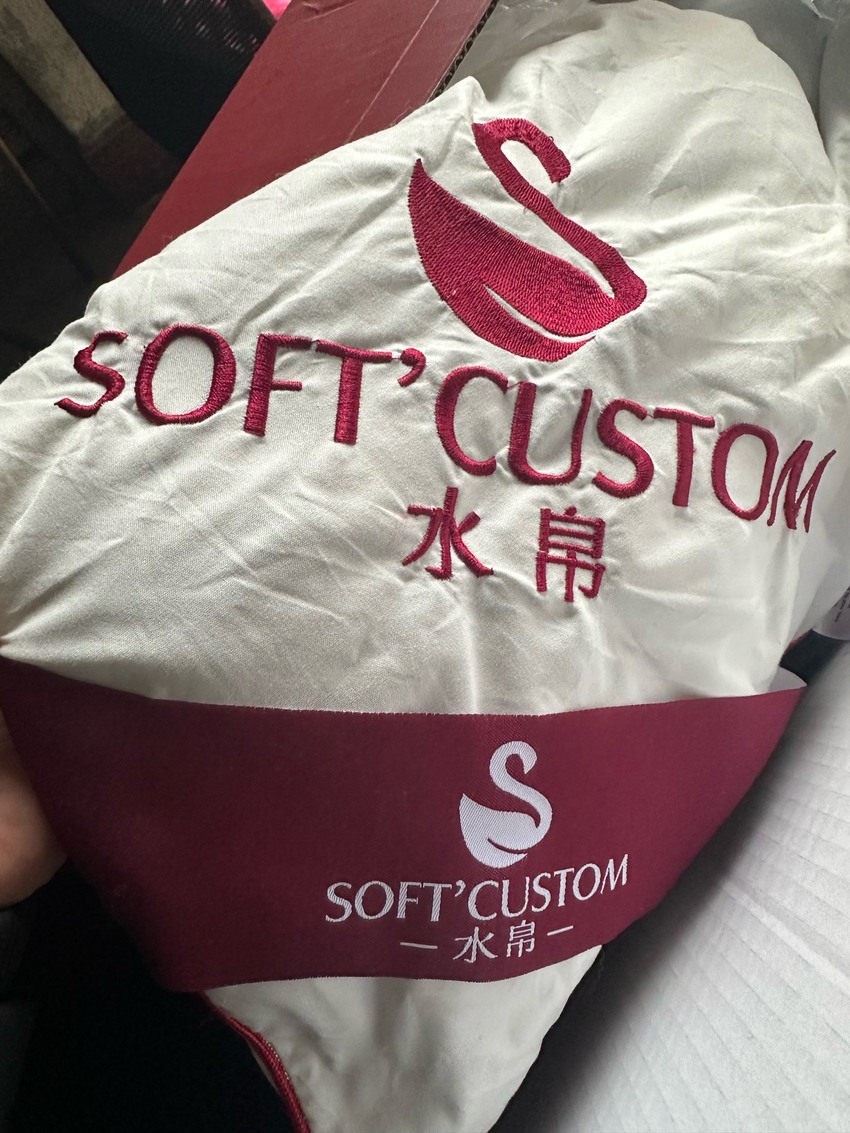 SOFT'CUSTOM
水帛
SOFT'CUSTOM
— 水帛 —